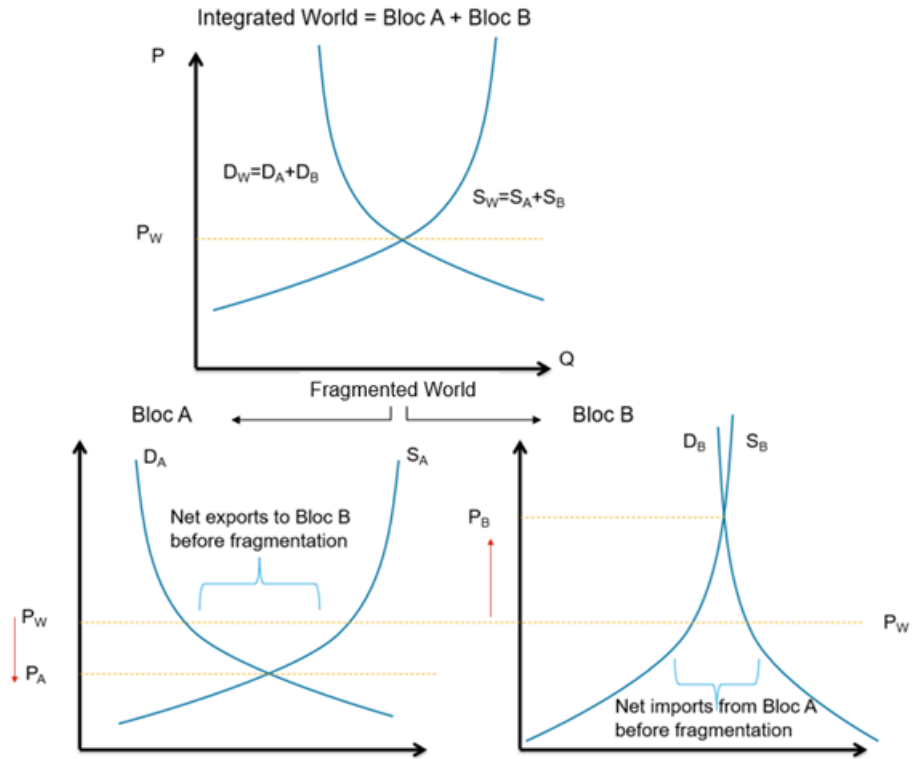 Integrated World = Bloc A + Bloc B
P
D_W=D_A+D_B
S_W=S_A+S_B
P_W
Q
Fragmented World
Bloc A
Bloc B
D_A
S_A
Net exports to Bloc B
before fragmentation
P_W
P_A
D_B
S_B
P_B
P_W
Net imports from Bloc A
before fragmentation